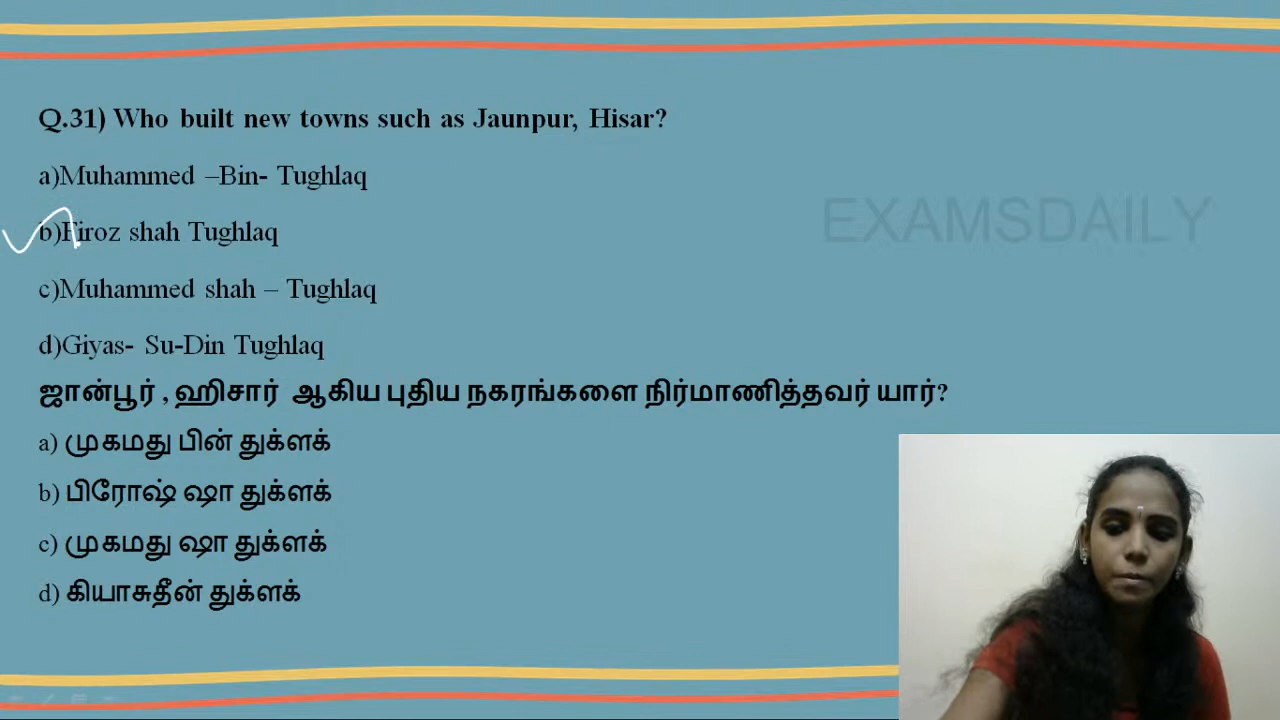 Q.31) Who built new towns such as Jaunpur, Hisar?
a)Muhammed –Bin- Tughlaq
EXAMSDAILY
b)Firoz shah Tughlaq
c)Muhammed shah – Tughlaq
d)Giyas- Su-Din Tughlaq
ஜான்பூர் , ஹிசார் ஆகிய புதிய நகரங்களை நிர்மாணித்தவர் யார்?
a) முகமது பின் துக்ளக்
b) பிரோஷ் ஷா துக்ளக்
c) முகமது ஷா துக்ளக்
d) கியாசுதீன் துக்ளக்